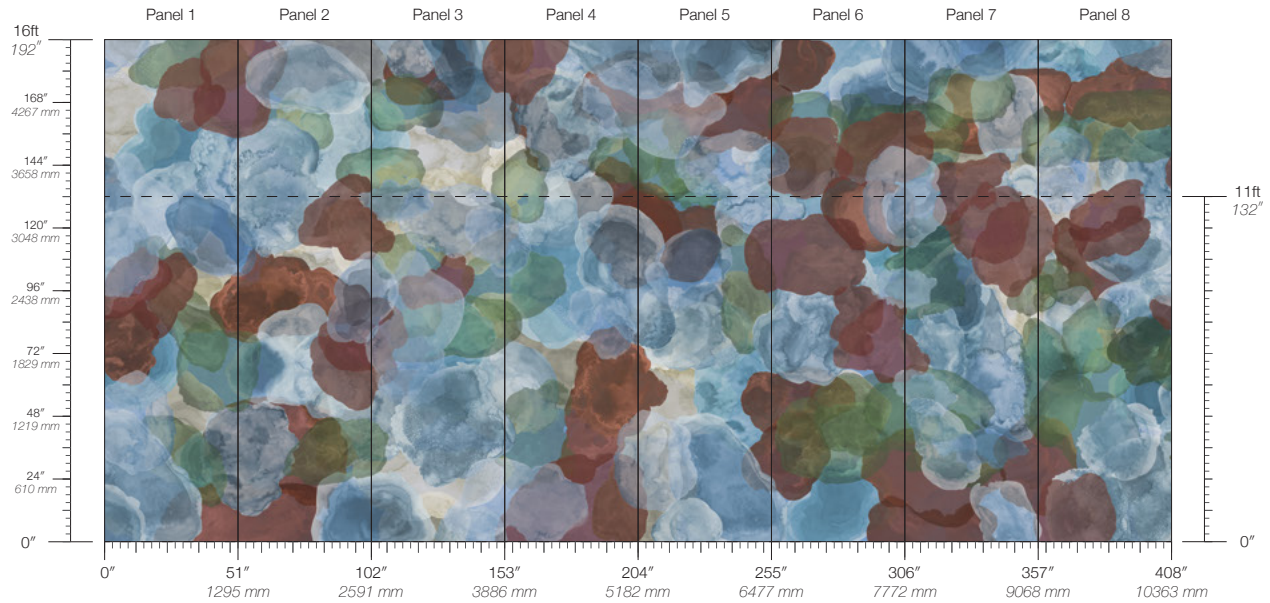 Panel 1 Panel 2 Panel 3 Panel 4 Panel 5 Panel 6 Panel 7 Panel 8
16ft
192″
168″
4267 mm
144″
3658 mm
11ft
132″
120″
3048 mm
96″
2438 mm
72″
1829 mm
48″
1219 mm
24″
610 mm
0″ 0″
0″ 51″ 102″ 153″ 204″ 255″ 306″ 357″ 408″
1295 mm 2591 mm 3886 mm 5182 mm 6477 mm 7772 mm 9068 mm 10363 mm